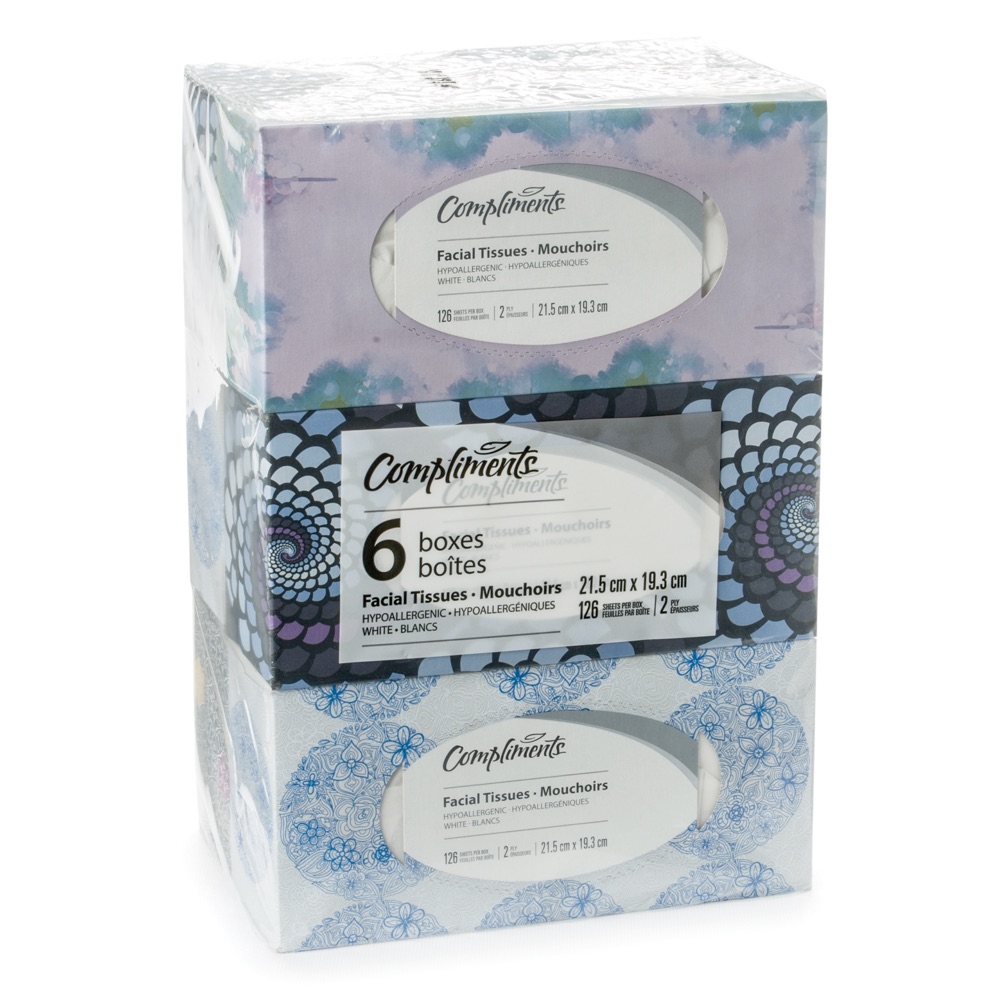 Compliments
Facial Tissues · Mouchoirs
HYPOALLERGENIC · HYPOALLERGÉNIQUES
WHITE · BLANCS
126 SHEETS PER BOX FEUILLES PAR BOÎTE | 2 PLY ÉPAISSEURS | 21.5 cm x 19.3 cm
Compliments
Compliments
6 boxes
boîtes
Tissues · Mouchoirs
Facial Tissues · Mouchoirs
HYPOALLERGENIC · HYPOALLERGÉNIQUES
WHITE · BLANCS
21.5 cm x 19.3 cm
126 SHEETS PER BOX FEUILLES PAR BOÎTE | 2 PLY ÉPAISSEURS
Compliments
Facial Tissues · Mouchoirs
HYPOALLERGENIC · HYPOALLERGÉNIQUES
WHITE · BLANCS
126 SHEETS PER BOX FEUILLES PAR BOÎTE | 2 PLY ÉPAISSEURS | 21.5 cm x 19.3 cm